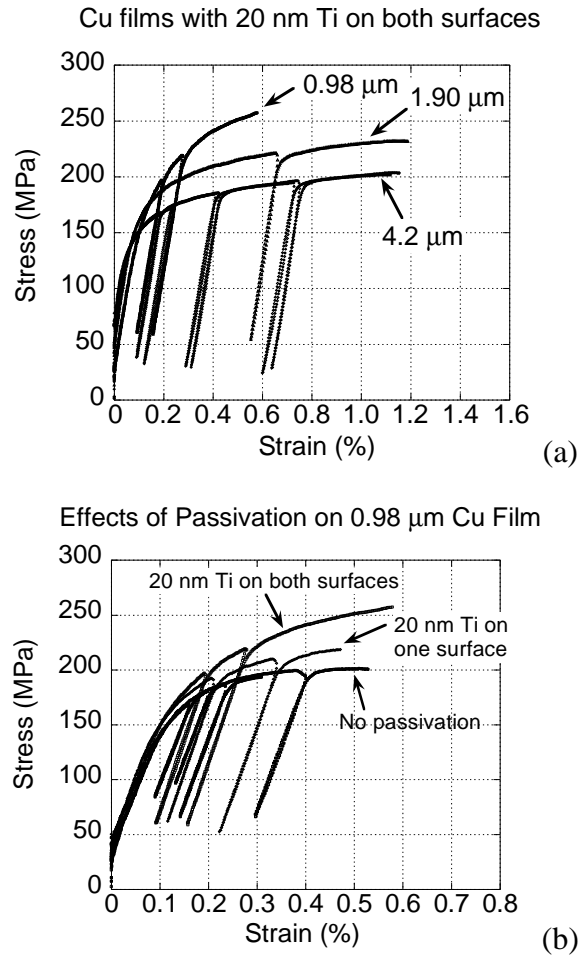 Cu films with 20 nm Ti on both surfaces
300
250
200
150
100
50
0
Stress (MPa)
0.98 μm
1.90 μm
4.2 μm
0 0.2 0.4 0.6 0.8 1.0 1.2 1.4 1.6
Strain (%)
(a)
Effects of Passivation on 0.98 μm Cu Film
300
250
200
150
100
50
0
Stress (MPa)
20 nm Ti on both surfaces
20 nm Ti on
one surface
No passivation
0 0.1 0.2 0.3 0.4 0.5 0.6 0.7 0.8
Strain (%)
(b)